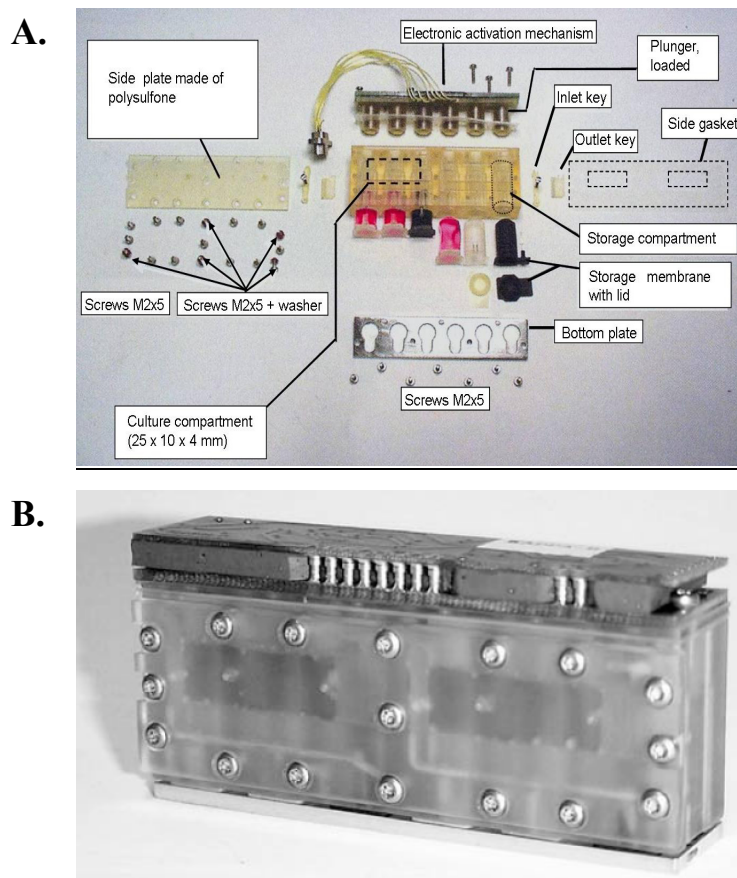 A.
Electronic activation mechanism
Plunger,
loaded
Side plate made of
polysulfone
Inlet key
Side gasket
Outlet key
Storage compartment
Storage membrane
with lid
Screws M2x5
Screws M2x5 + washer
Bottom plate
Screws M2x5
Culture compartment
(25 x 10 x 4 mm)
B.